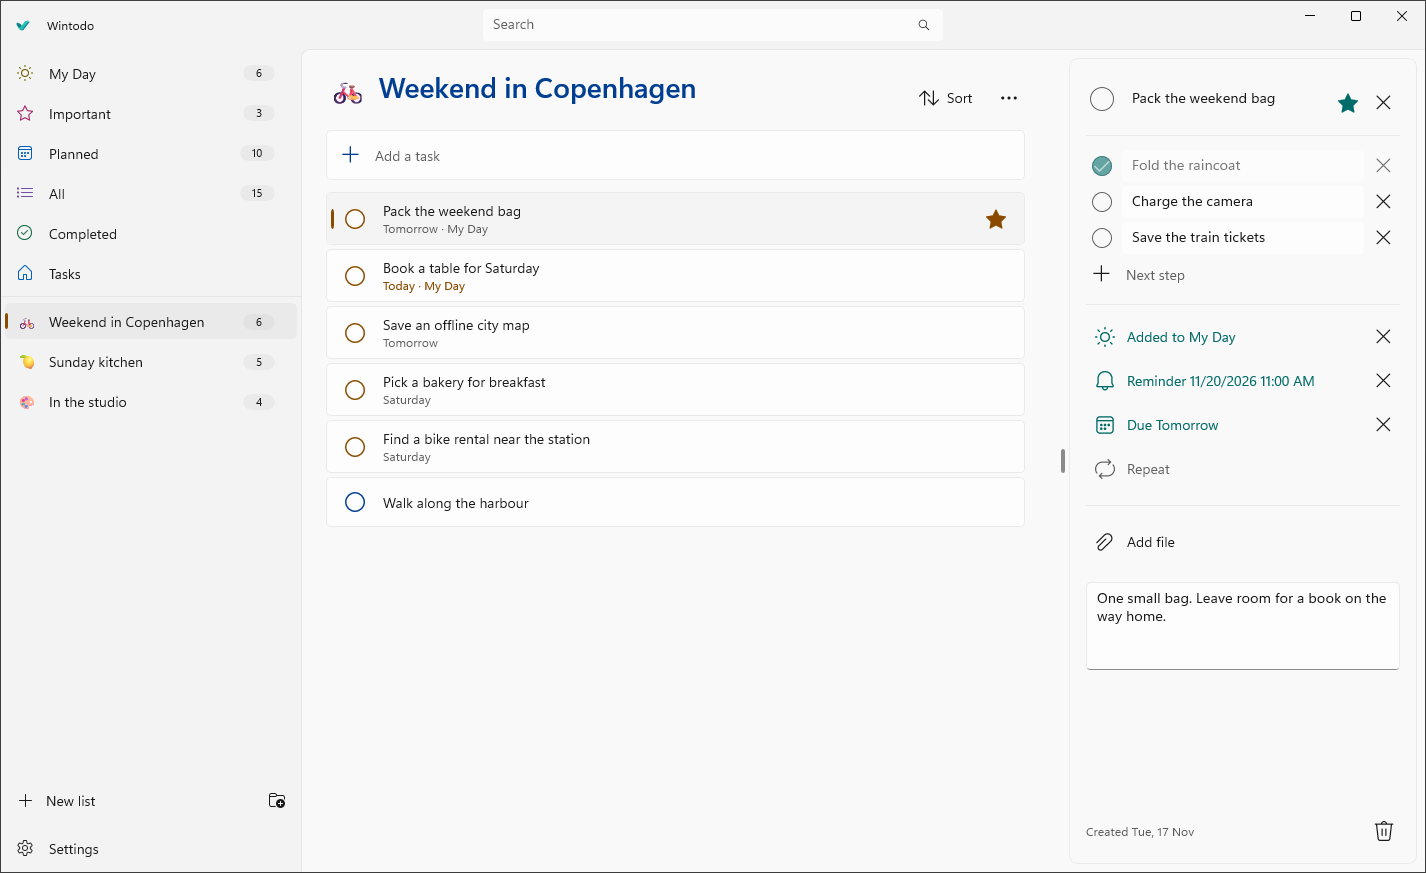 Wintodo
Search
My Day 6
Important 3
Planned 10
All 15
Completed
Tasks
Weekend in Copenhagen 6
Sunday kitchen 5
In the studio 4
New list
Settings
Weekend in Copenhagen
Sort
Add a task
Pack the weekend bag
Tomorrow · My Day
Book a table for Saturday
Today · My Day
Save an offline city map
Tomorrow
Pick a bakery for breakfast
Saturday
Find a bike rental near the station
Saturday
Walk along the harbour
Pack the weekend bag
Fold the raincoat
Charge the camera
Save the train tickets
Next step
Added to My Day
Reminder 11/20/2026 11:00 AM
Due Tomorrow
Repeat
Add file
One small bag. Leave room for a book on the
way home.
Created Tue, 17 Nov